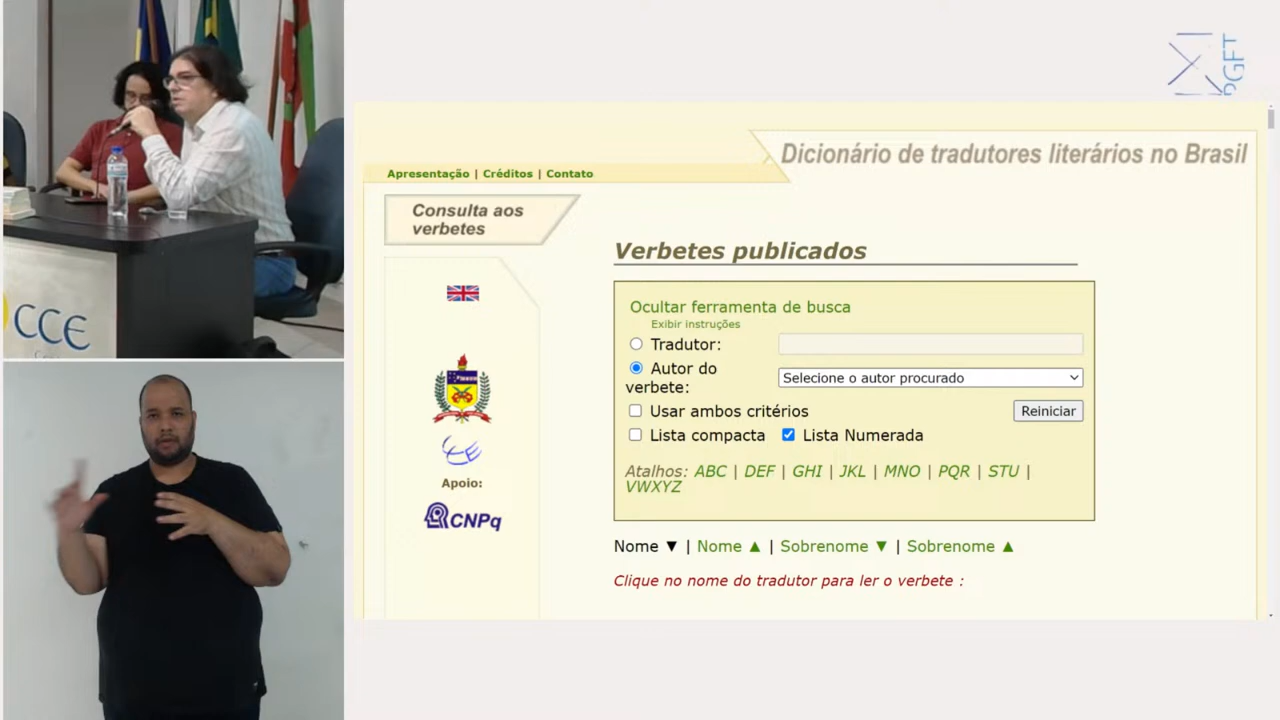 CCE
PGFT
Dicionário de tradutores literários no Brasil
Apresentação | Créditos | Contato
Consulta aos
verbetes
Verbetes publicados
Ocultar ferramenta de busca
Exibir instruções
Tradutor:
Autor do
verbete:
Selecione o autor procurado
Usar ambos critérios
Reiniciar
Lista compacta
Lista Numerada
Atalhos: ABC | DEF | GHI | JKL | MNO | PQR | STU |
VWXYZ
Apoio:
CNPq
Nome ▼ | Nome ▲ | Sobrenome ▼ | Sobrenome ▲
Clique no nome do tradutor para ler o verbete :